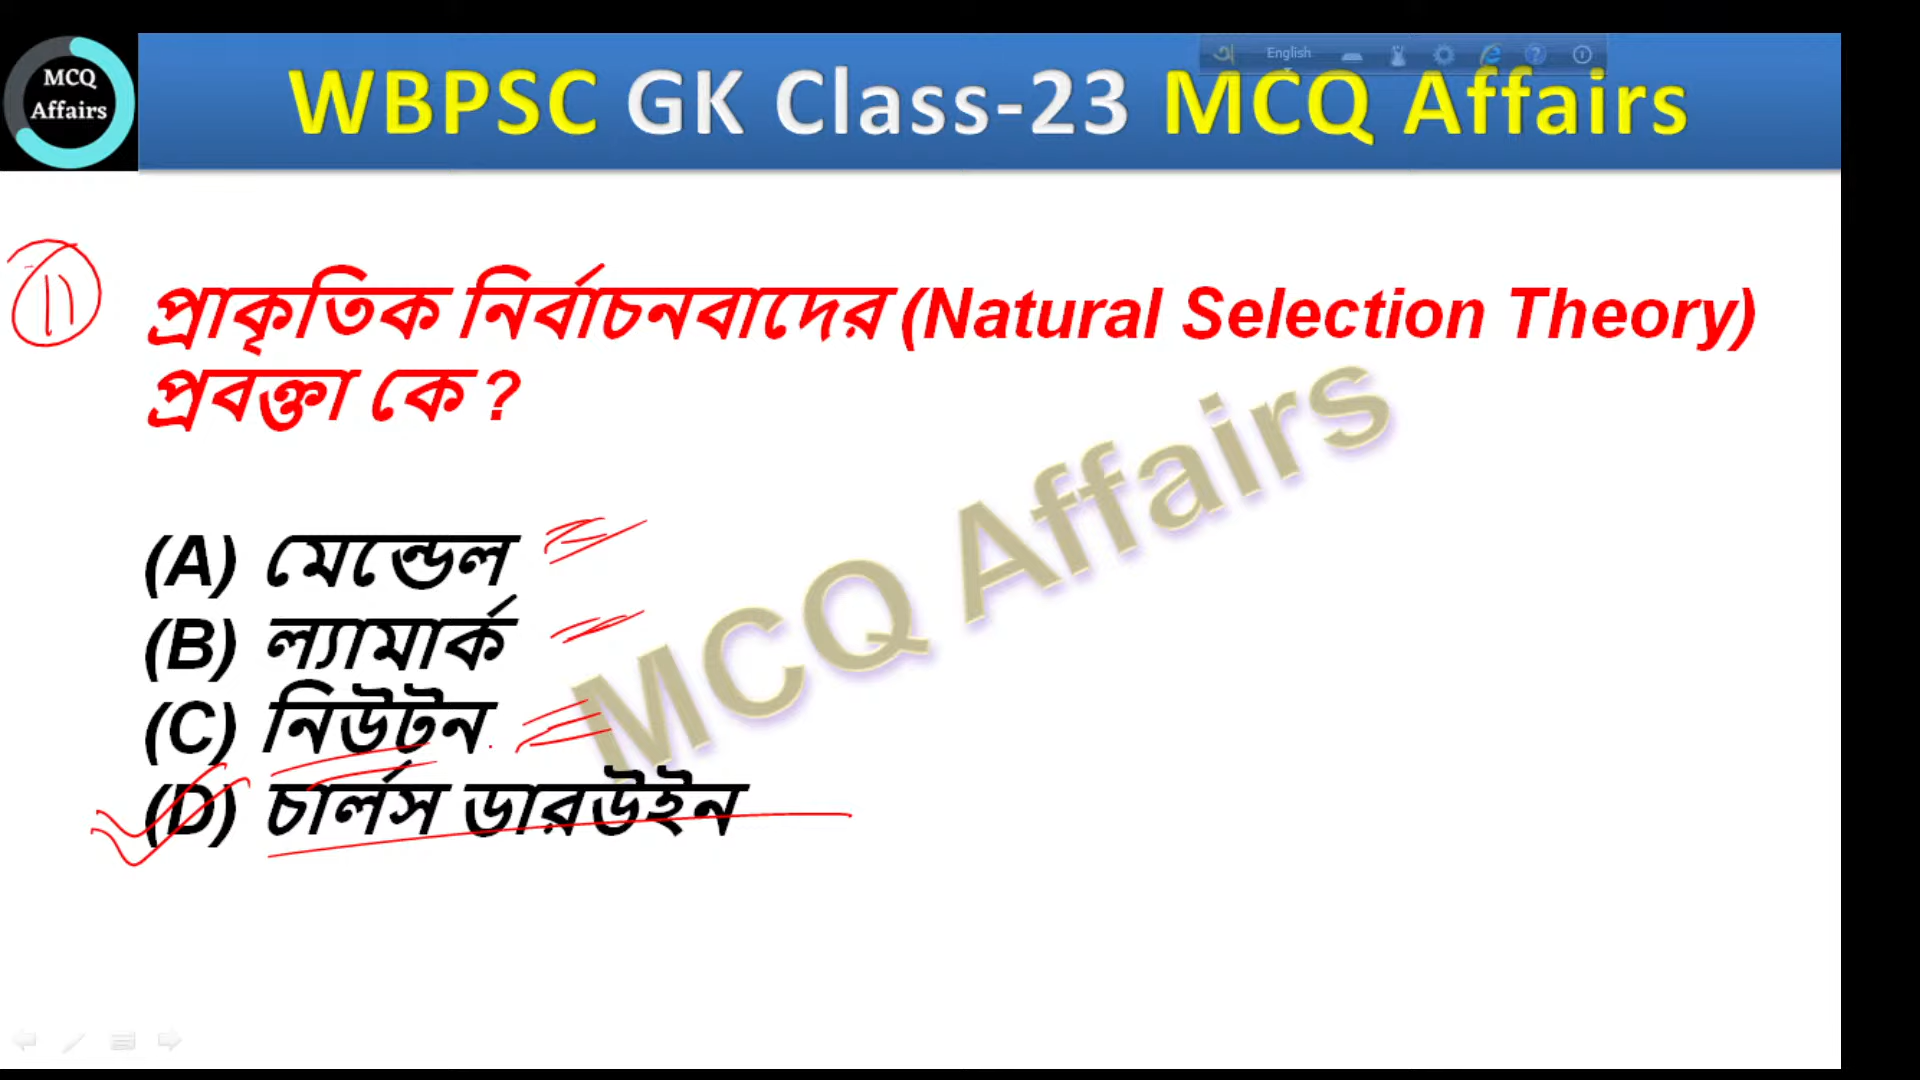 MCQ
Affairs
English
WBPSC GK Class-23 MCQ Affairs
11
প্রাকৃতিক নির্বাচনবাদের (Natural Selection Theory)
প্রবক্তা কে ?
(A) মেন্ডেল
(B) ল্যামার্ক
(C) নিউটন
(D) চার্লস ডারউইন
MCQ Affairs